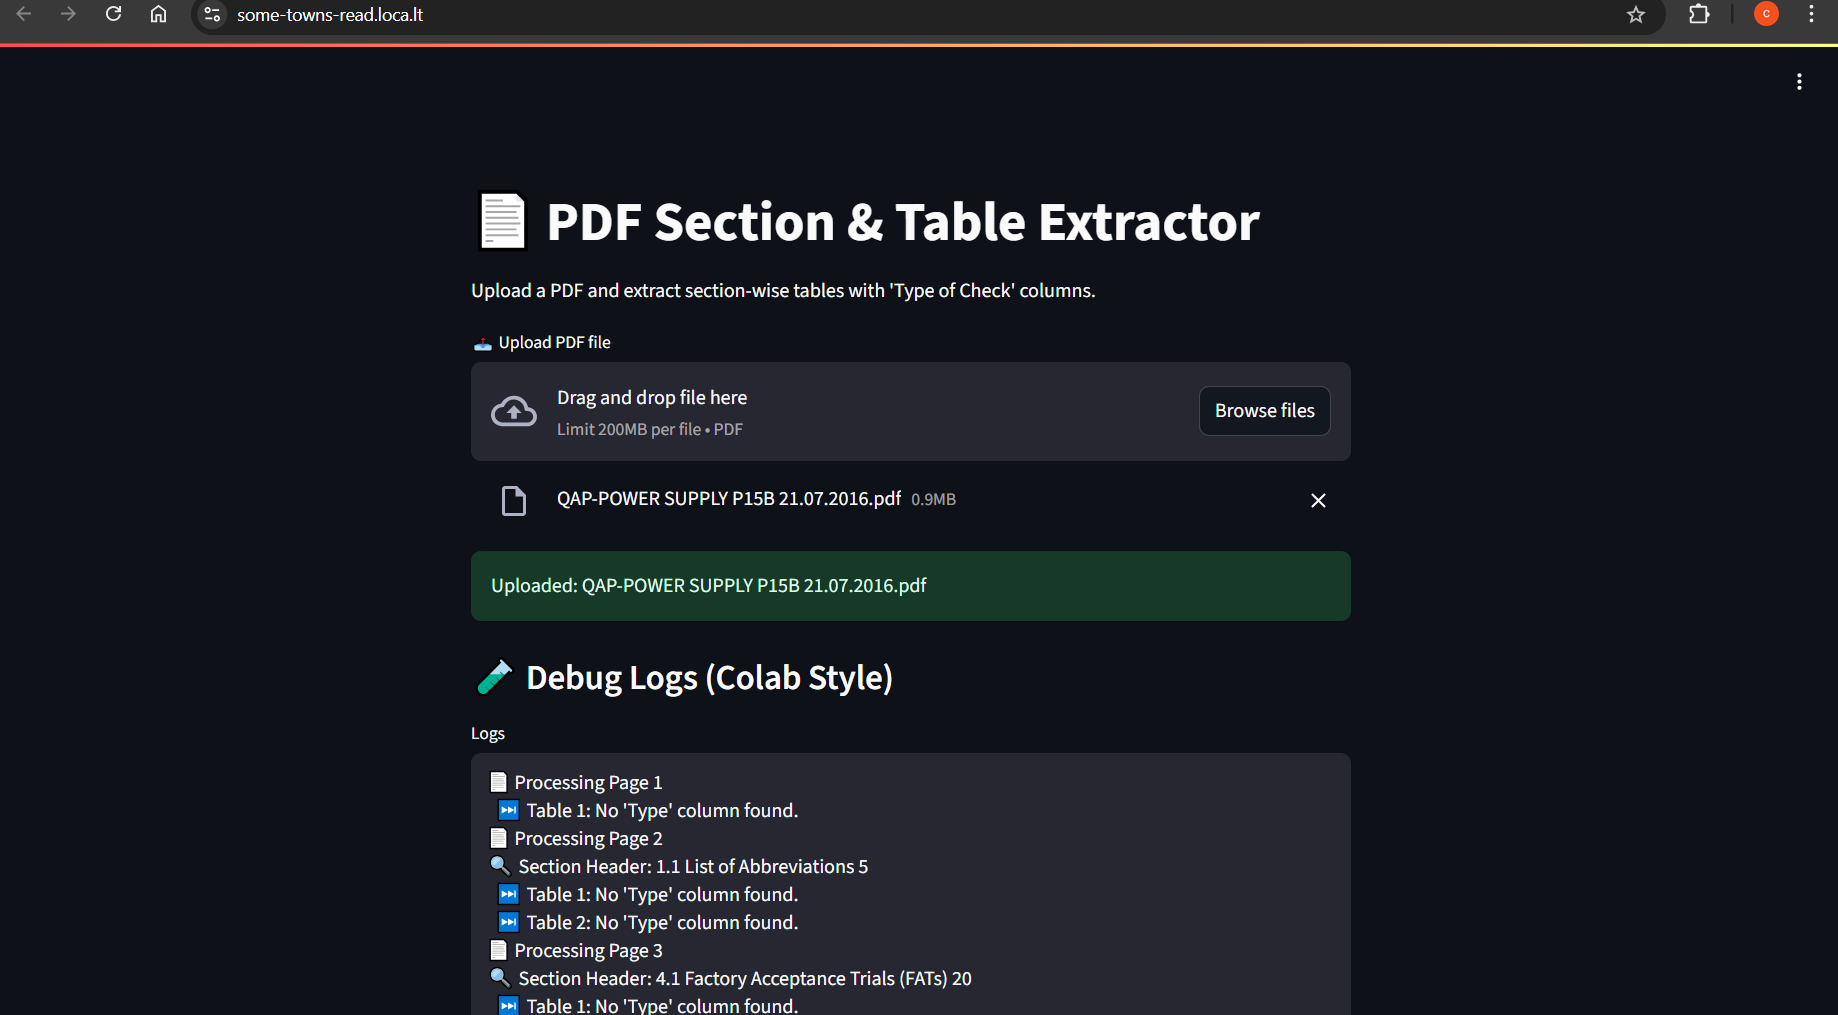 some-towns-read.loca.lt
C
PDF Section & Table Extractor
Upload a PDF and extract section-wise tables with 'Type of Check' columns.
Upload PDF file
Drag and drop file here
Limit 200MB per file • PDF
Browse files
QAP-POWER SUPPLY P15B 21.07.2016.pdf 0.9MB
Uploaded: QAP-POWER SUPPLY P15B 21.07.2016.pdf
Debug Logs (Colab Style)
Logs
Processing Page 1
Table 1: No 'Type' column found.
Processing Page 2
Section Header: 1.1 List of Abbreviations 5
Table 1: No 'Type' column found.
Table 2: No 'Type' column found.
Processing Page 3
Section Header: 4.1 Factory Acceptance Trials (FATs) 20
Table 1: No 'Type' column found.